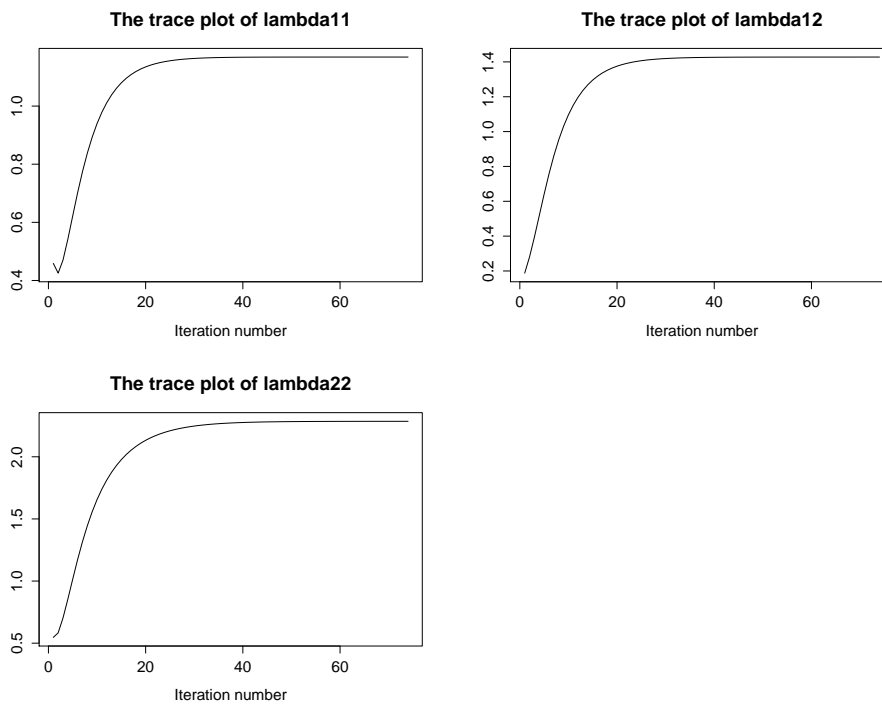 The trace plot of lambda11
1.0
0.8
0.6
0.4
0 20 40 60
Iteration number
The trace plot of lambda12
1.4
1.2
1.0
0.8
0.6
0.4
0.2
0 20 40 60
Iteration number
The trace plot of lambda22
2.0
1.5
1.0
0.5
0 20 40 60
Iteration number